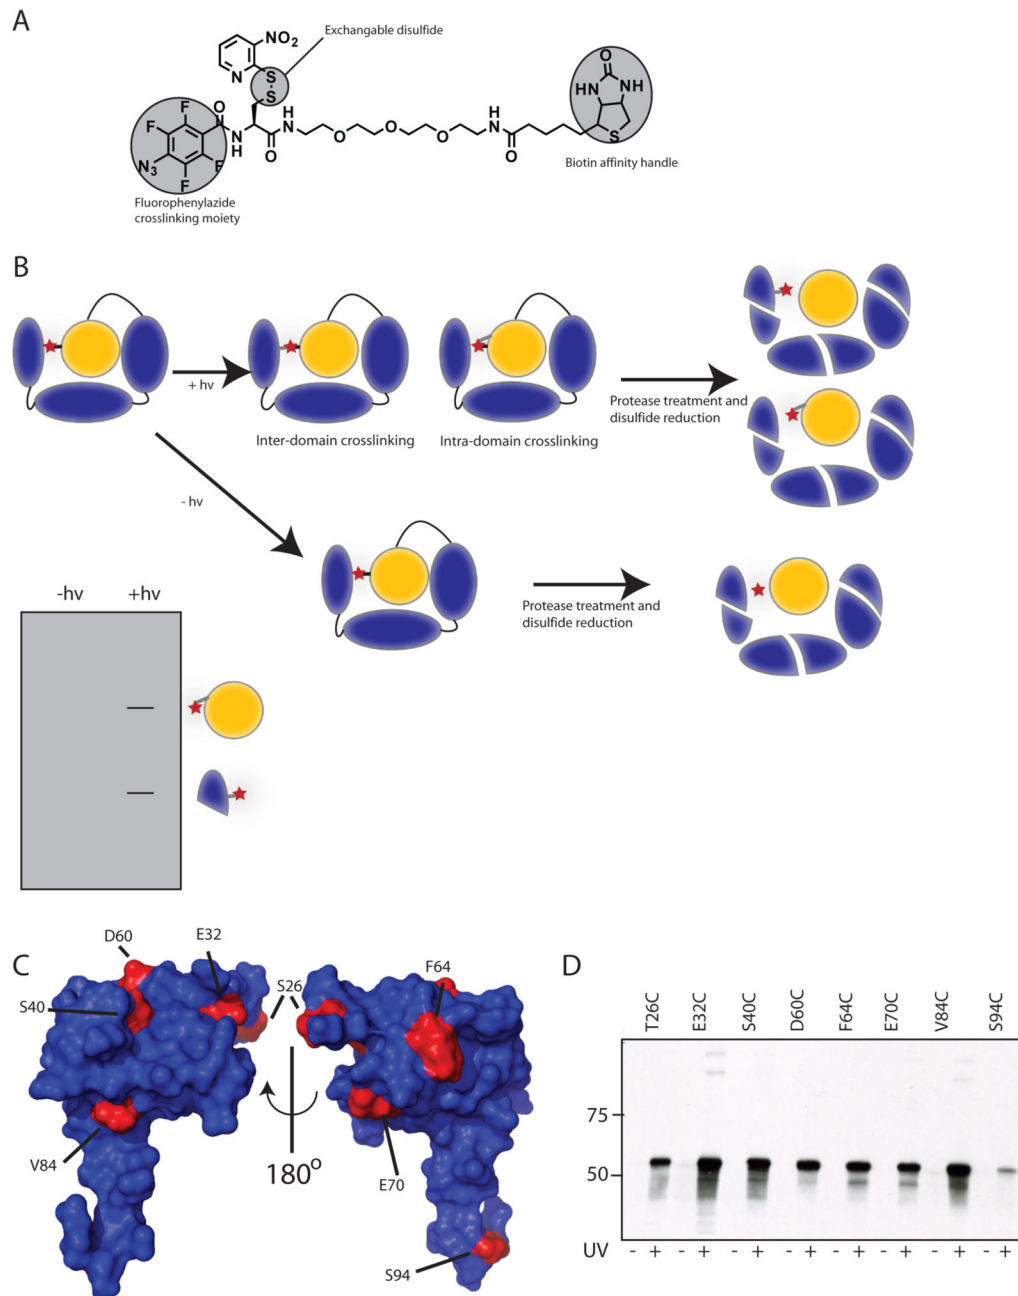 A
NO2
N
S
S
Exchangable disulfide
F
F
F
F
N3
O
N
H
O
H
N
O
O
O
H
N
O
O
HN
NH
S
Fluorophenylazide
crosslinking moiety
Biotin affinity handle
B
+ hv
Inter-domain crosslinking
Intra-domain crosslinking
Protease treatment and
disulfide reduction
- hv
Protease treatment and
disulfide reduction
-hv
+hv
C
D60
E32
S40
S26
F64
V84
180o
E70
S94
D
T26C
E32C
S40C
D60C
F64C
E70C
V84C
S94C
75
50
UV - + - + - + - + - + - + - + - +